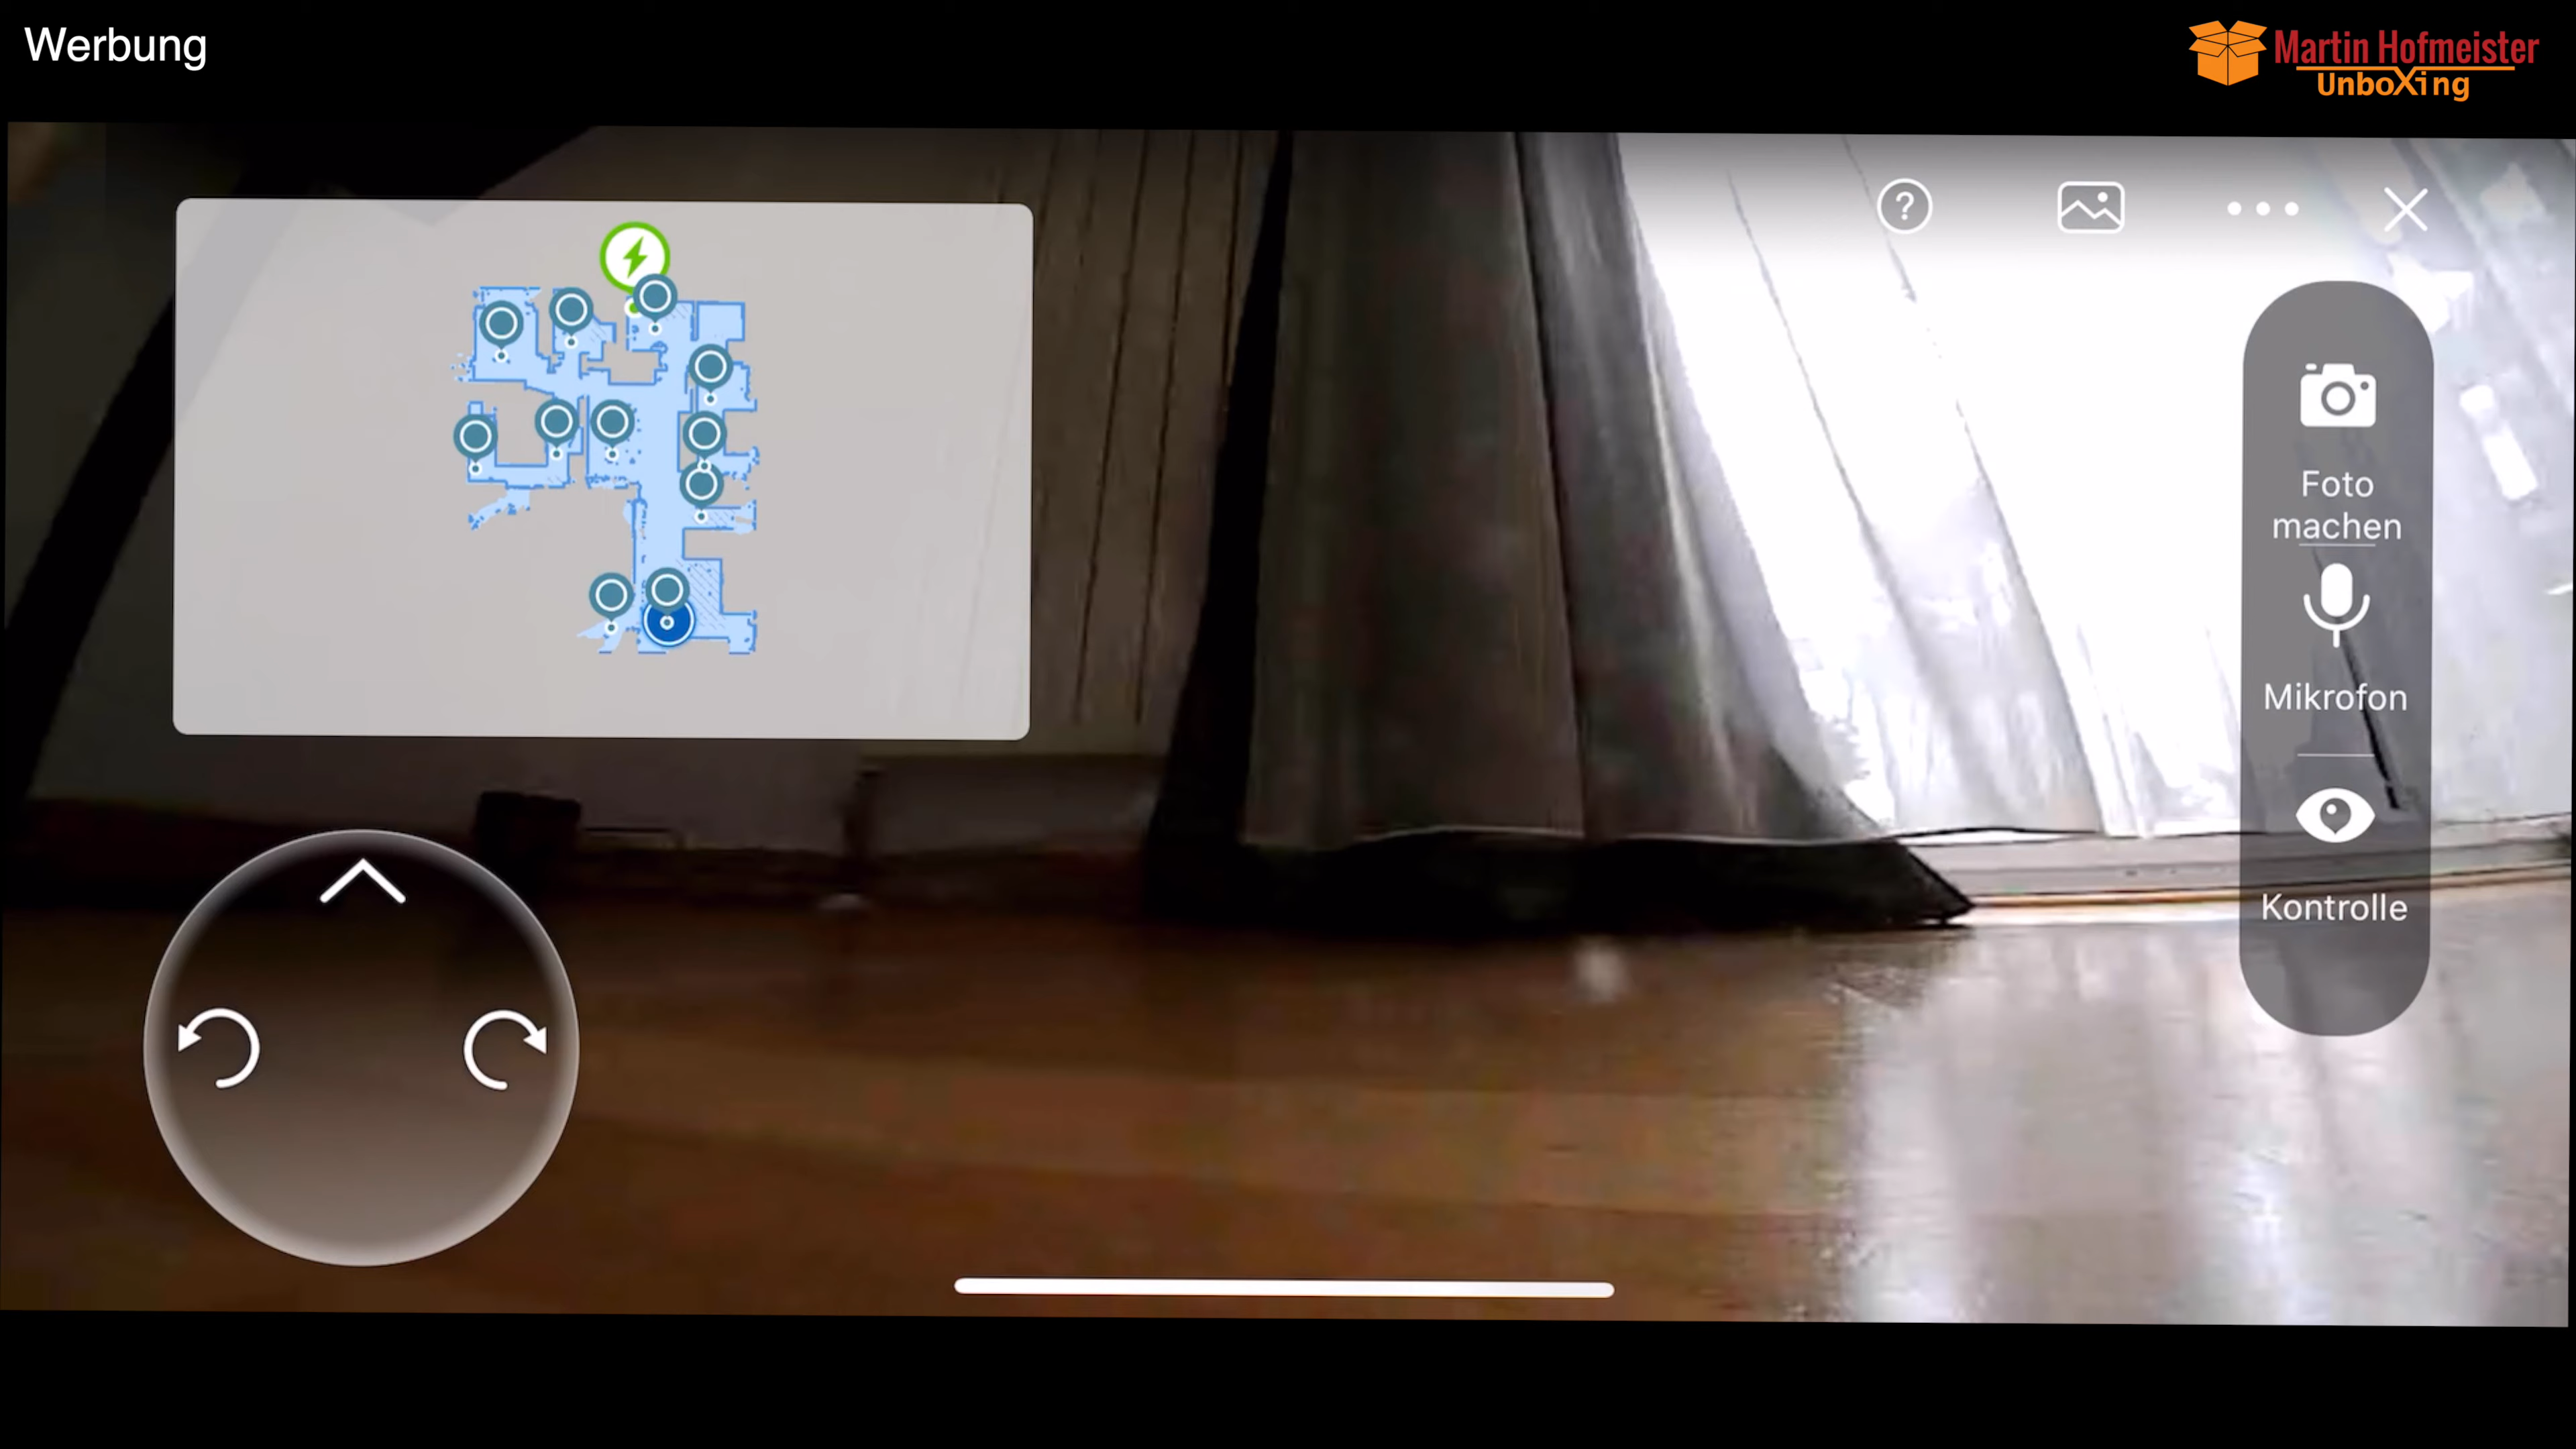 Werbung
Martin Hofmeister
UnboXing
?
Foto
machen
Mikrofon
Kontrolle